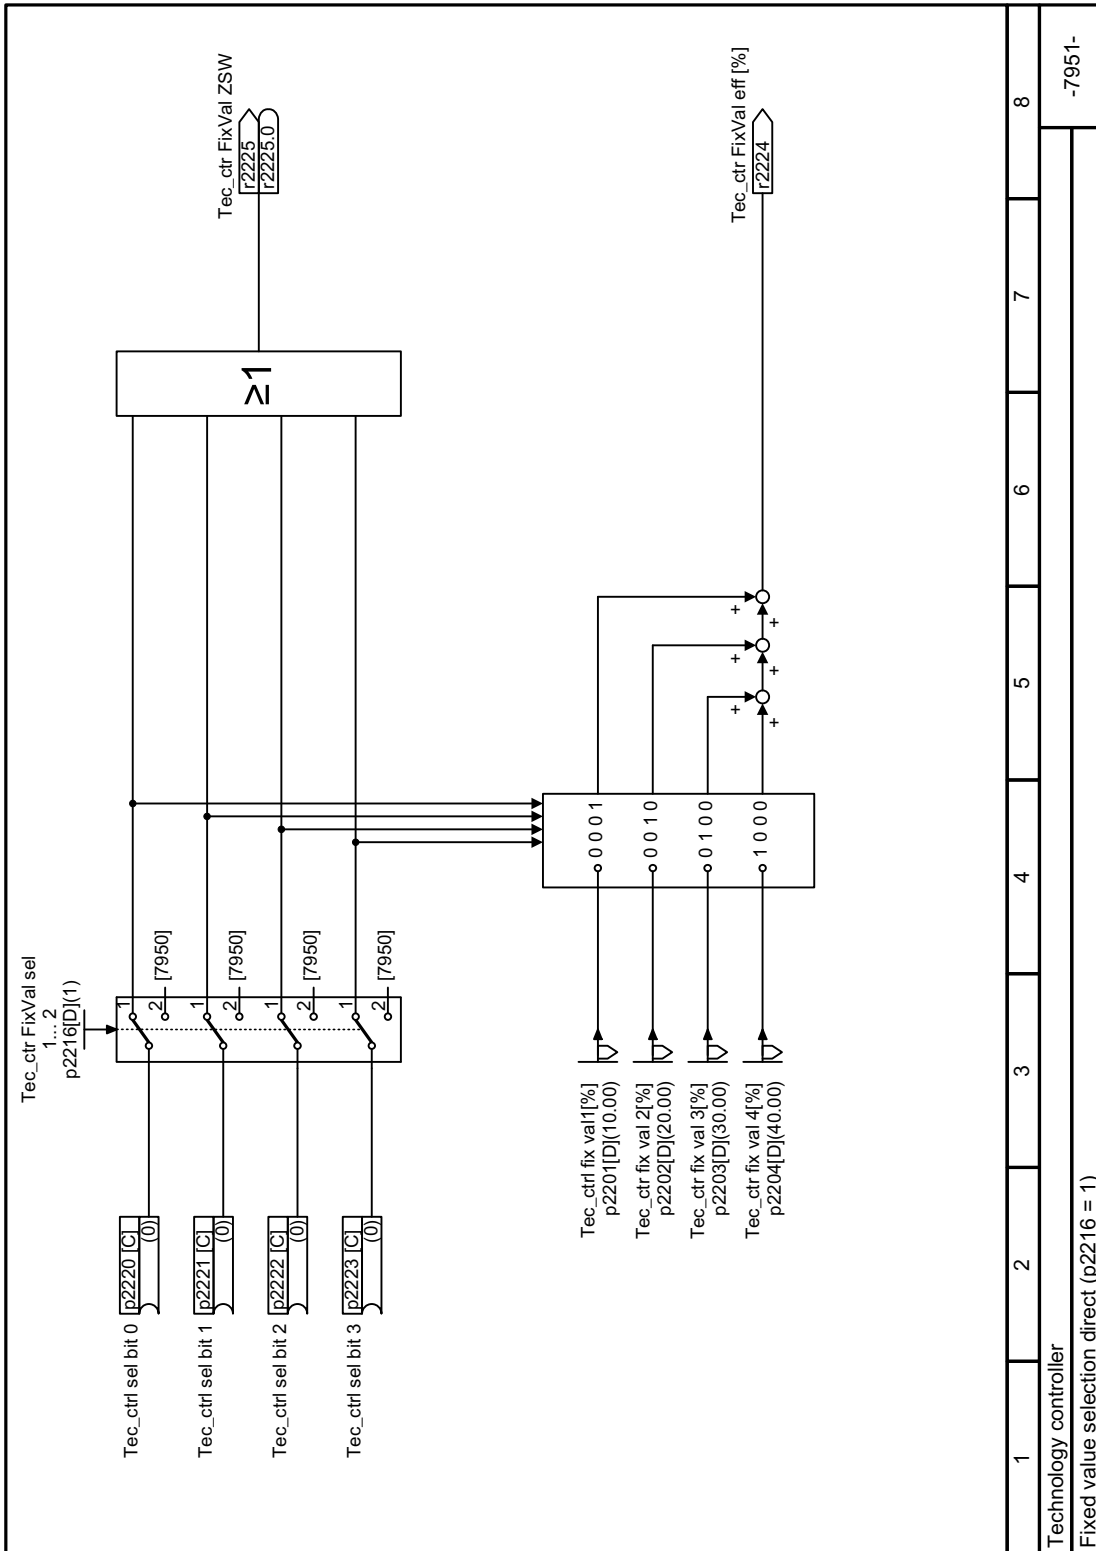 Tec_ctr FixVal sel
1... 2
p2216[D](1)
Tec_ctrl sel bit 0
p2220 [C]
(0)
1
2
[7950]
Tec_ctrl sel bit 1
p2221 [C]
(0)
1
2
[7950]
Tec_ctrl sel bit 2
p2222 [C]
(0)
1
2
[7950]
Tec_ctrl sel bit 3
p2223 [C]
(0)
1
2
[7950]
≥1
Tec_ctr FixVal ZSW
r2225
r2225.0
Tec_ctrl fix val1[%]
p2201[D](10.00)
0 0 0 1
Tec_ctr fix val 2[%]
p2202[D](20.00)
0 0 1 0
Tec_ctr fix val 3[%]
p2203[D](30.00)
0 1 0 0
Tec_ctr fix val 4[%]
p2204[D](40.00)
1 0 0 0
+
+
+
+
+
+
Tec_ctr FixVal eff [%]
r2224
1 2 3 4 5 6 7 8
Technology controller
Fixed value selection direct (p2216 = 1)
-7951-